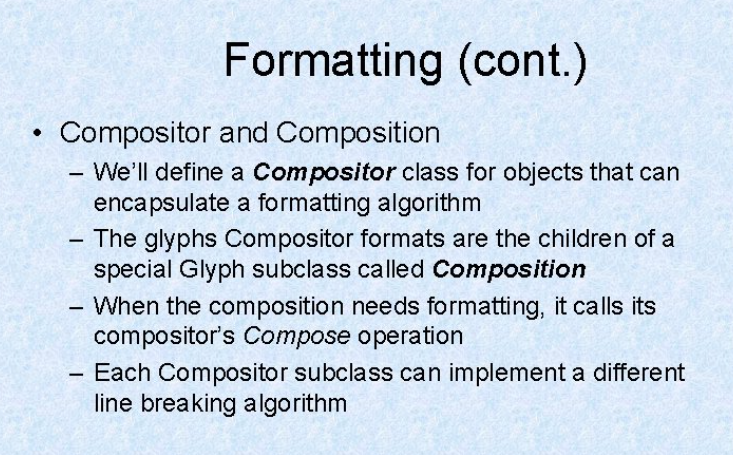 Formatting (cont.)
• Compositor and Composition
– We'll define a Compositor class for objects that can
encapsulate a formatting algorithm
– The glyphs Compositor formats are the children of a
special Glyph subclass called Composition
– When the composition needs formatting, it calls its
compositor's Compose operation
– Each Compositor subclass can implement a different
line breaking algorithm